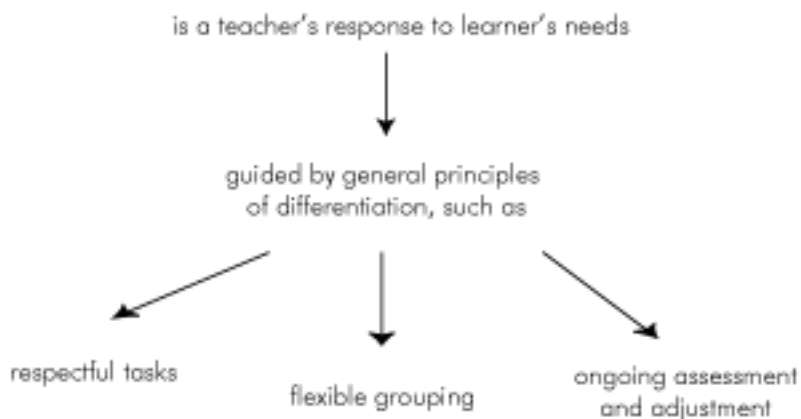 is a teacher's response to learner's needs
guided by general principles
of differentiation, such as
respectful tasks
flexible grouping
ongoing assessment
and adjustment